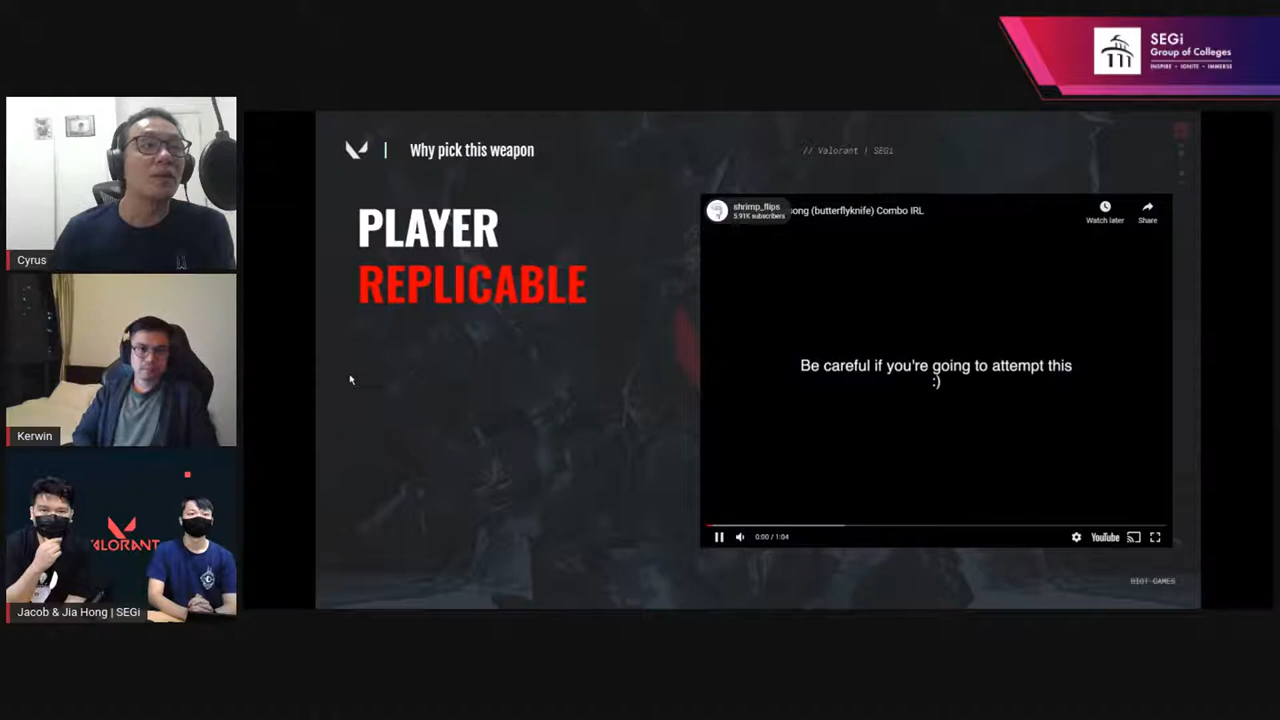 SEGi
Group of Colleges
INSPIRE • IGNITE • IMMERSE
Why pick this weapon
// Valorant | SEGi
PLAYER
REPLICABLE
shrimp_flips
5.91K subscribers
song (butterflyknife) Combo IRL
Watch later
Share
Be careful if you're going to attempt this
:)
0:00 / 1:04
YouTube
RIOT GAMES
Cyrus
Kerwin
VALORANT
Jacob & Jia Hong | SEGi